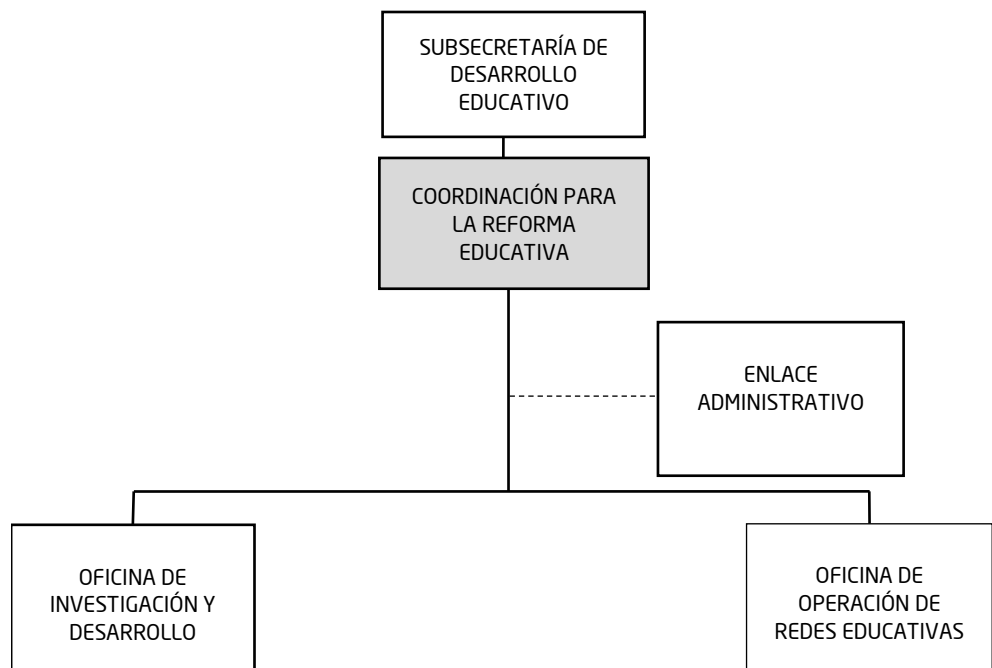 SUBSECRETARÍA DE
DESARROLLO
EDUCATIVO
COORDINACIÓN PARA
LA REFORMA
EDUCATIVA
ENLACE
ADMINISTRATIVO
OFICINA DE
INVESTIGACIÓN Y
DESARROLLO
OFICINA DE
OPERACIÓN DE
REDES EDUCATIVAS